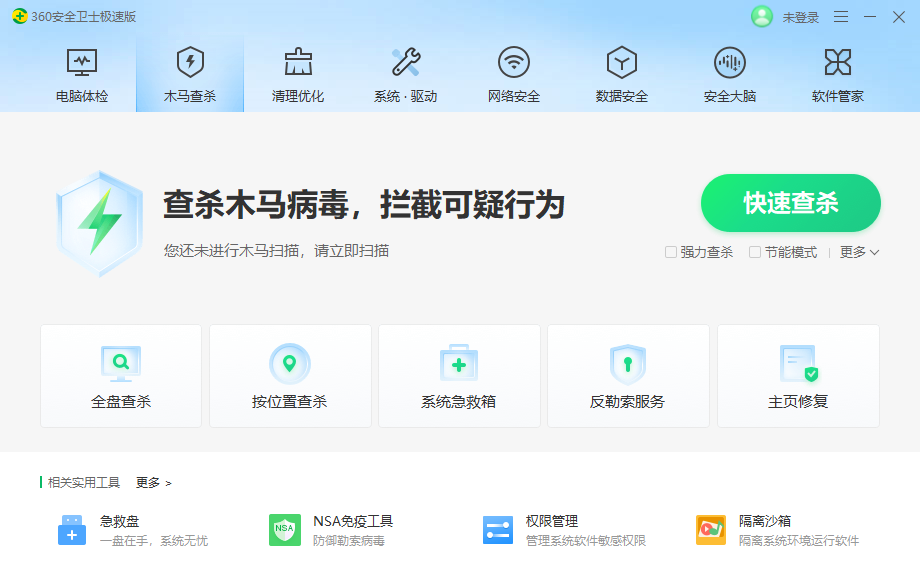 360安全卫士极速版
未登录
电脑体检 木马查杀 清理优化 系统·驱动 网络安全 数据安全 安全大脑 软件管家
查杀木马病毒，拦截可疑行为
快速查杀
您还未进行木马扫描，请立即扫描
强力查杀 节能模式 更多
全盘查杀 按位置查杀 系统急救箱 反勒索服务 主页修复
相关实用工具 更多 >
急救盘
一盘在手，系统无忧
NSA
NSA免疫工具
防御勒索病毒
权限管理
管理系统软件敏感权限
隔离沙箱
隔离系统环境运行软件